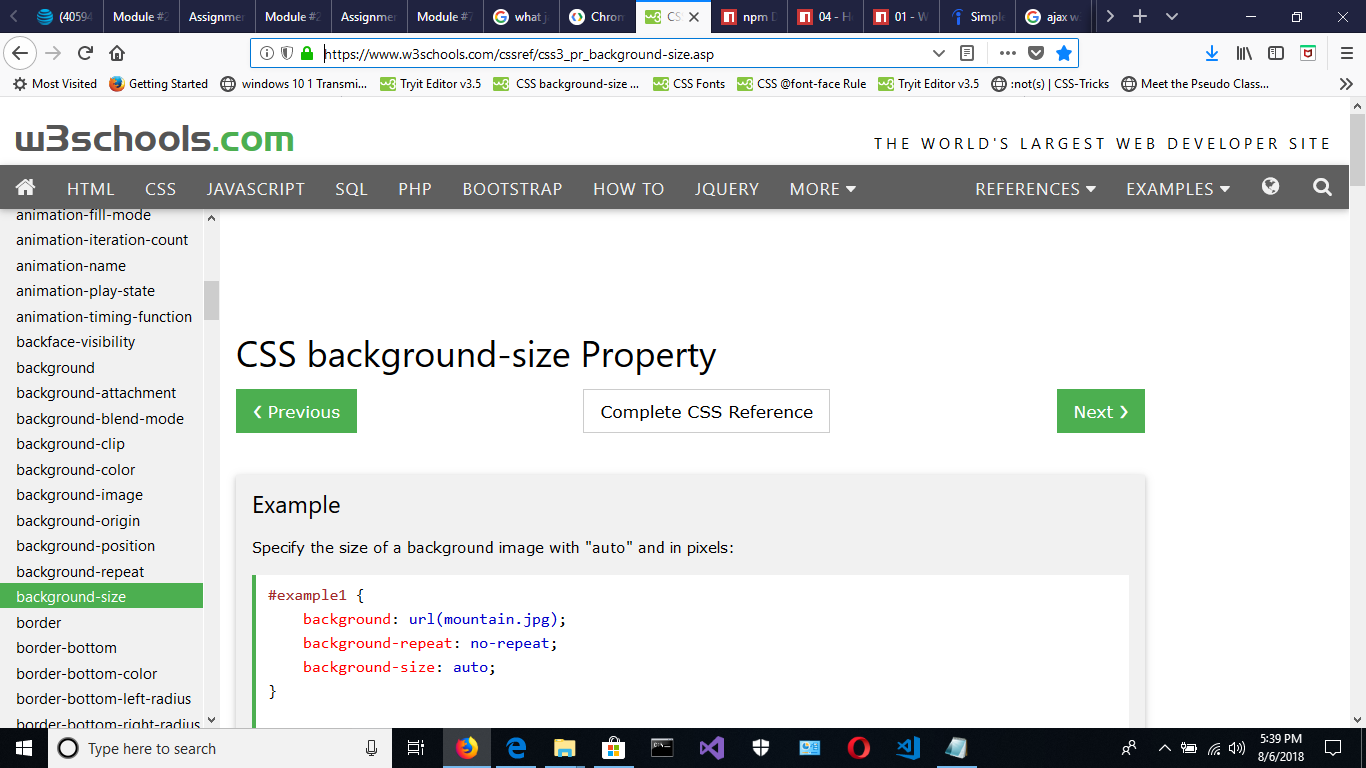 (40594
Module #2
Assignmen
Module #2
Assignmen
Module #
what j
Chrom
CS
npm D
04 - H
01 - W
Simple
ajax w
https://www.w3schools.com/cssref/css3_pr_background-size.asp
Most Visited
Getting Started
windows 10 1 Transmi...
Tryit Editor v3.5
CSS background-size ...
CSS Fonts
CSS @font-face Rule
Tryit Editor v3.5
:not(s) | CSS-Tricks
Meet the Pseudo Class...
w3schools.com
THE WORLD'S LARGEST WEB DEVELOPER SITE
HTML CSS JAVASCRIPT SQL PHP BOOTSTRAP HOW TO JQUERY MORE REFERENCES EXAMPLES
animation-fill-mode
animation-iteration-count
animation-name
animation-play-state
animation-timing-function
backface-visibility
background
background-attachment
background-blend-mode
background-clip
background-color
background-image
background-origin
background-position
background-repeat
background-size
border
border-bottom
border-bottom-color
border-bottom-left-radius
border-bottom-right-radius
CSS background-size Property
❮ Previous
Complete CSS Reference
Next ❯
Example
Specify the size of a background image with "auto" and in pixels:
#example1 {
background: url(mountain.jpg);
background-repeat: no-repeat;
background-size: auto;
}
Type here to search
5:39 PM
8/6/2018